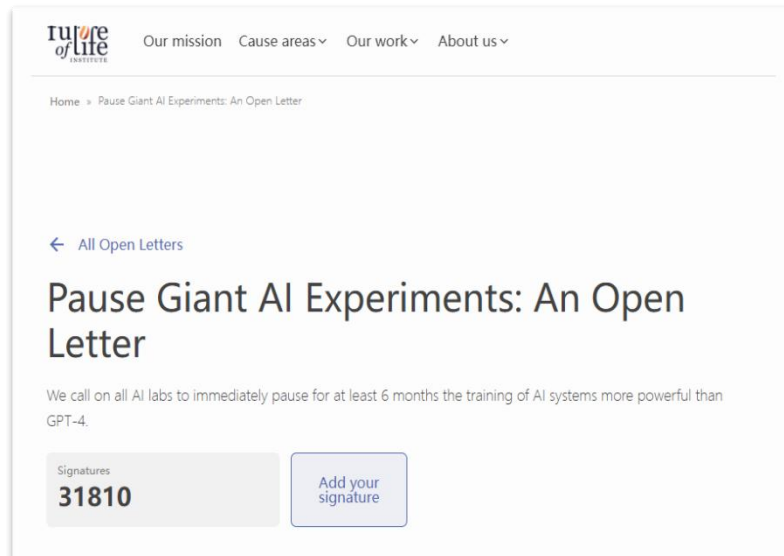 future of life INSTITUTE
Our mission Cause areas Our work About us
Home » Pause Giant AI Experiments: An Open Letter
← All Open Letters
Pause Giant AI Experiments: An Open
Letter
We call on all AI labs to immediately pause for at least 6 months the training of AI systems more powerful than
GPT-4.
Signatures
31810
Add your
signature